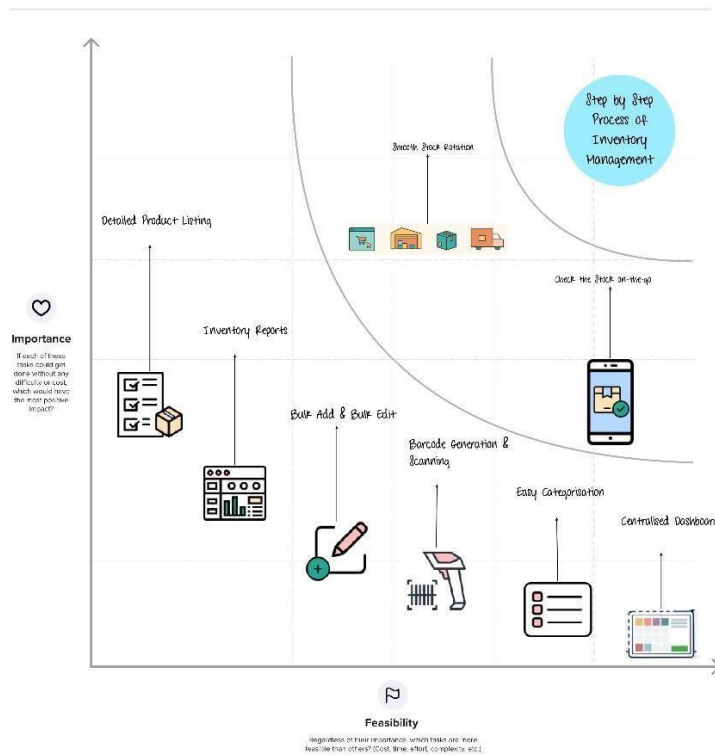 Step by Step
Process of
Inventory
Management
Smooth Stock Rotation
Detailed Product Listing
Check the Stock on-the-go
Inventory Reports
Importance
If each of these
tasks could get
done without any
difficulty or cost,
which would have
the most positive
impact?
Bulk Add & Bulk Edit
Barcode Generation &
Scanning
Easy Categorisation
Centralised Dashboard
Feasibility
Regardless of their importance, which tasks are more
feasible than others? (Cost, time, effort, complexity, etc.)